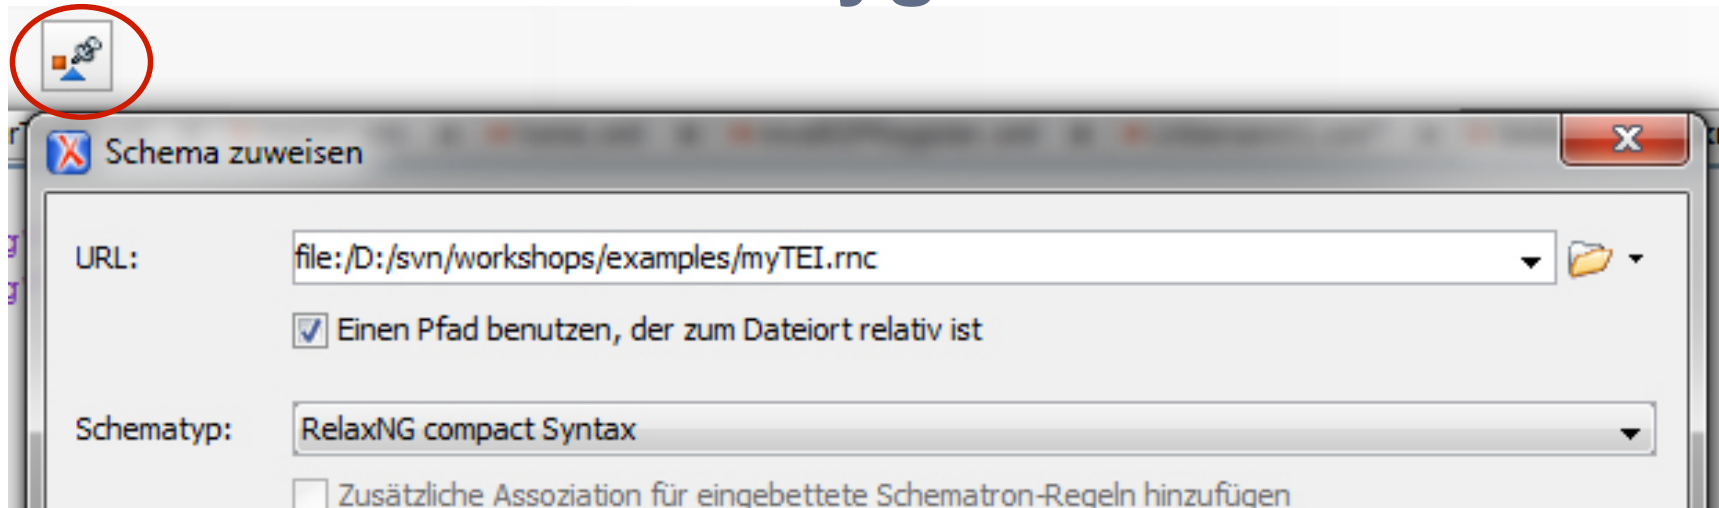 Schema zuweisen
URL:
file:/D:/svn/workshops/examples/myTEI.rnc
Einen Pfad benutzen, der zum Dateiort relativ ist
Schematyp:
RelaxNG compact Syntax
Zusätzliche Assoziation für eingebettete Schematron-Regeln hinzufügen